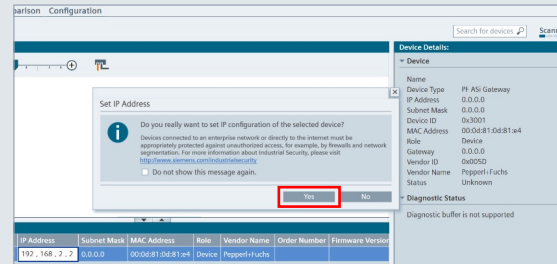 parison Configuration
Search for devices
Scann
Device Details:
Device
Name
Device Type PF ASi Gateway
IP Address 0.0.0.0
Subnet Mask 0.0.0.0
Device ID 0x3001
MAC Address 00:0d:81:0d:81:e4
Role Device
Gateway 0.0.0.0
Vendor ID 0x005D
Vendor Name Pepperl+Fuchs
Status Unknown
Diagnostic Status
Diagnostic buffer is not supported
Set IP Address
Do you really want to set IP configuration of the selected device?
Devices connected to an enterprise network or directly to the internet must be
appropriately protected against unauthorized access, for example, by firewalls and network
segmentation. For more information about Industrial Security, please visit
http://www.siemens.com/industrialsecurity
Do not show this message again.
Yes No
IP Address Subnet Mask MAC Address Role Vendor Name Order Number Firmware Version
192 , 168 , 2 , 2 0.0.0.0 00:0d:81:0d:81:e4 Device Pepperl+Fuchs